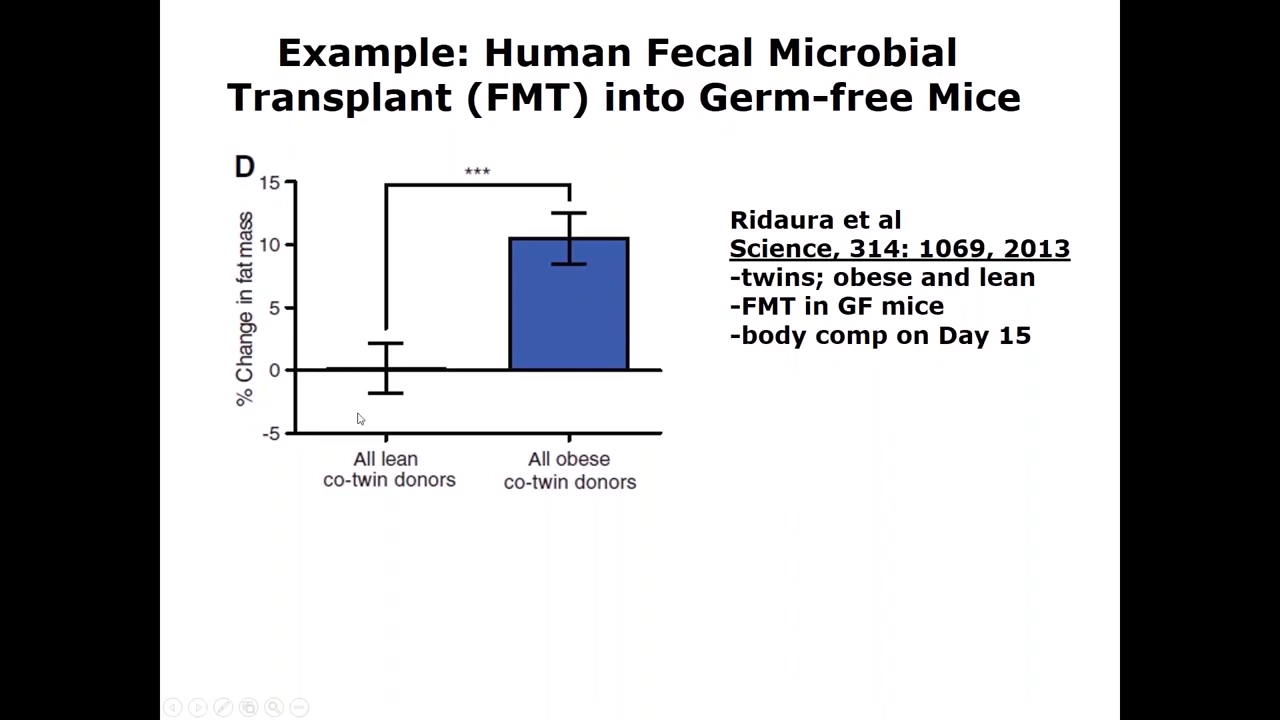 Example: Human Fecal Microbial
Transplant (FMT) into Germ-free Mice
D
***
15
10
5
0
-5
% Change in fat mass
All lean
co-twin donors
All obese
co-twin donors
Ridaura et al
Science, 314: 1069, 2013
-twins; obese and lean
-FMT in GF mice
-body comp on Day 15